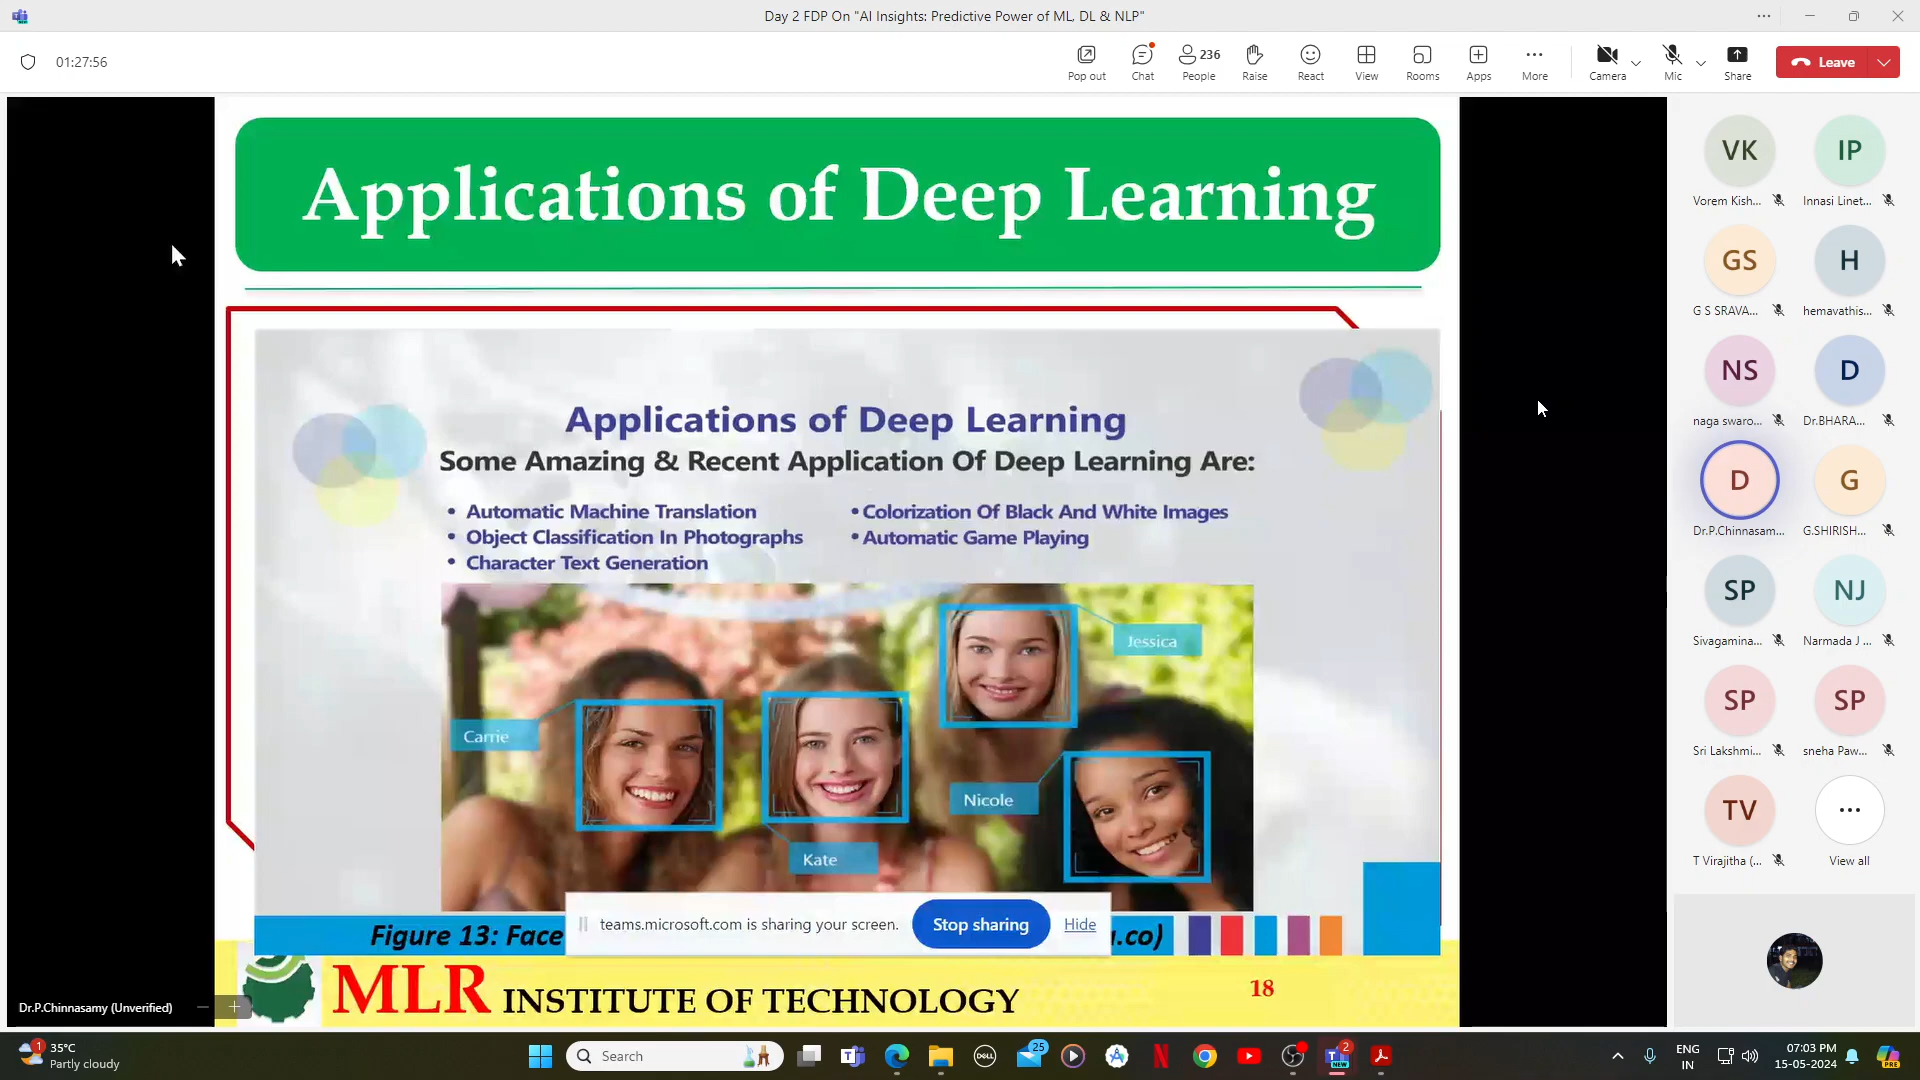 Day 2 FDP On "AI Insights: Predictive Power of ML, DL & NLP"
01:27:56
Pop out
Chat
236
People
Raise
React
View
Rooms
Apps
More
Camera
Mic
Share
Leave
Applications of Deep Learning
Applications of Deep Learning
Some Amazing & Recent Application Of Deep Learning Are:
• Automatic Machine Translation
• Object Classification In Photographs
• Character Text Generation
• Colorization Of Black And White Images
• Automatic Game Playing
Jessica
Carrie
Nicole
Kate
Figure 13: Face
.co)
teams.microsoft.com is sharing your screen.
Stop sharing
Hide
MLR INSTITUTE OF TECHNOLOGY
18
Dr.P.Chinnasamy (Unverified)
VK
IP
Vorem Kish...
Innasi Linet...
GS
H
G S SRAVA...
hemavathis...
NS
D
naga swaro...
Dr.BHARA...
D
G
Dr.P.Chinnasam...
G.SHIRISH...
SP
NJ
Sivagamina...
Narmada J ...
SP
SP
Sri Lakshmi...
sneha Paw...
TV
T Virajitha (...
View all
1
35°C
Partly cloudy
Search
DELL
25
2
NEW
ENG
IN
07:03 PM
15-05-2024
PRE